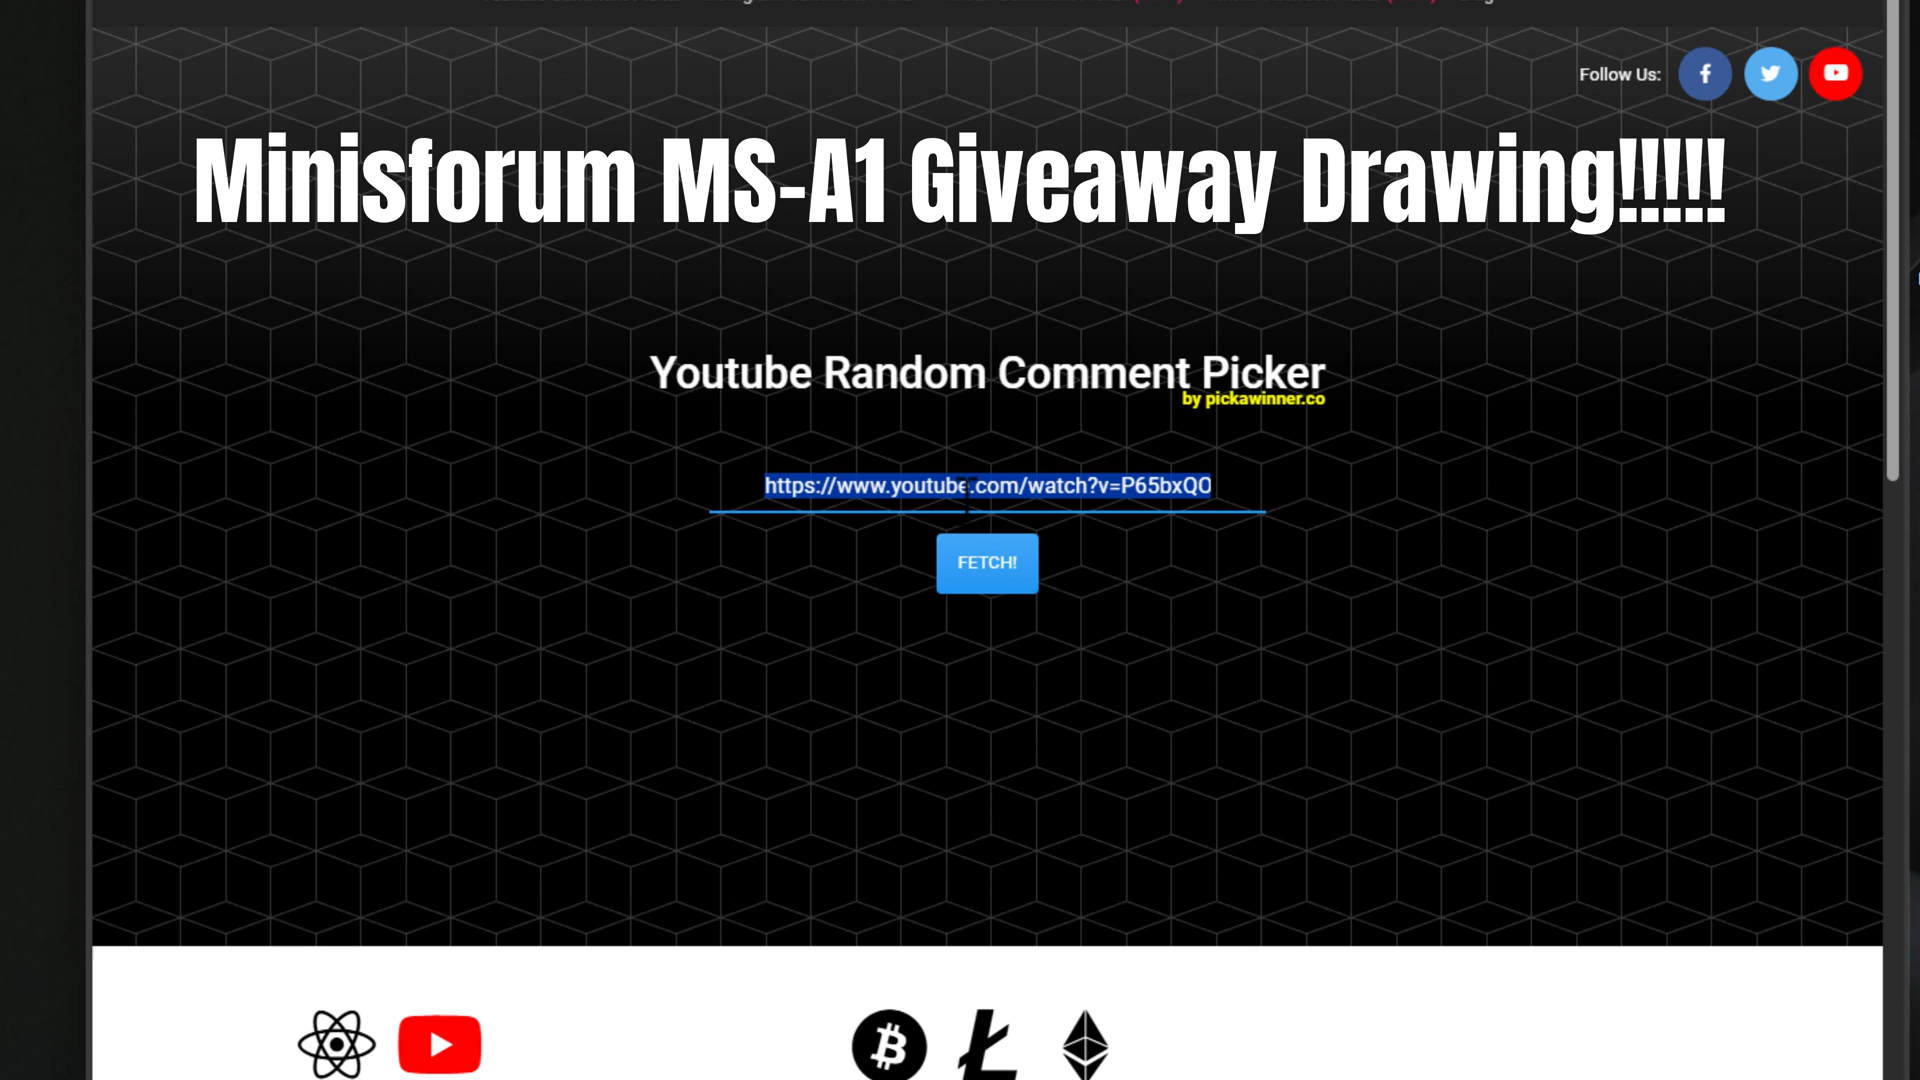 Follow Us:
Minisforum MS-A1 Giveaway Drawing!!!!!
Youtube Random Comment Picker
by pickawinner.co
https://www.youtube.com/watch?v=P65bxQO
FETCH!